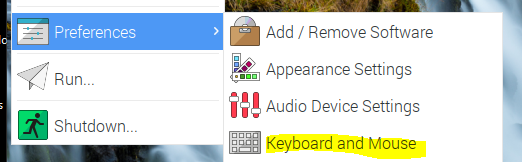 Preferences
Run...
Shutdown...
Add / Remove Software
Appearance Settings
Audio Device Settings
Keyboard and Mouse